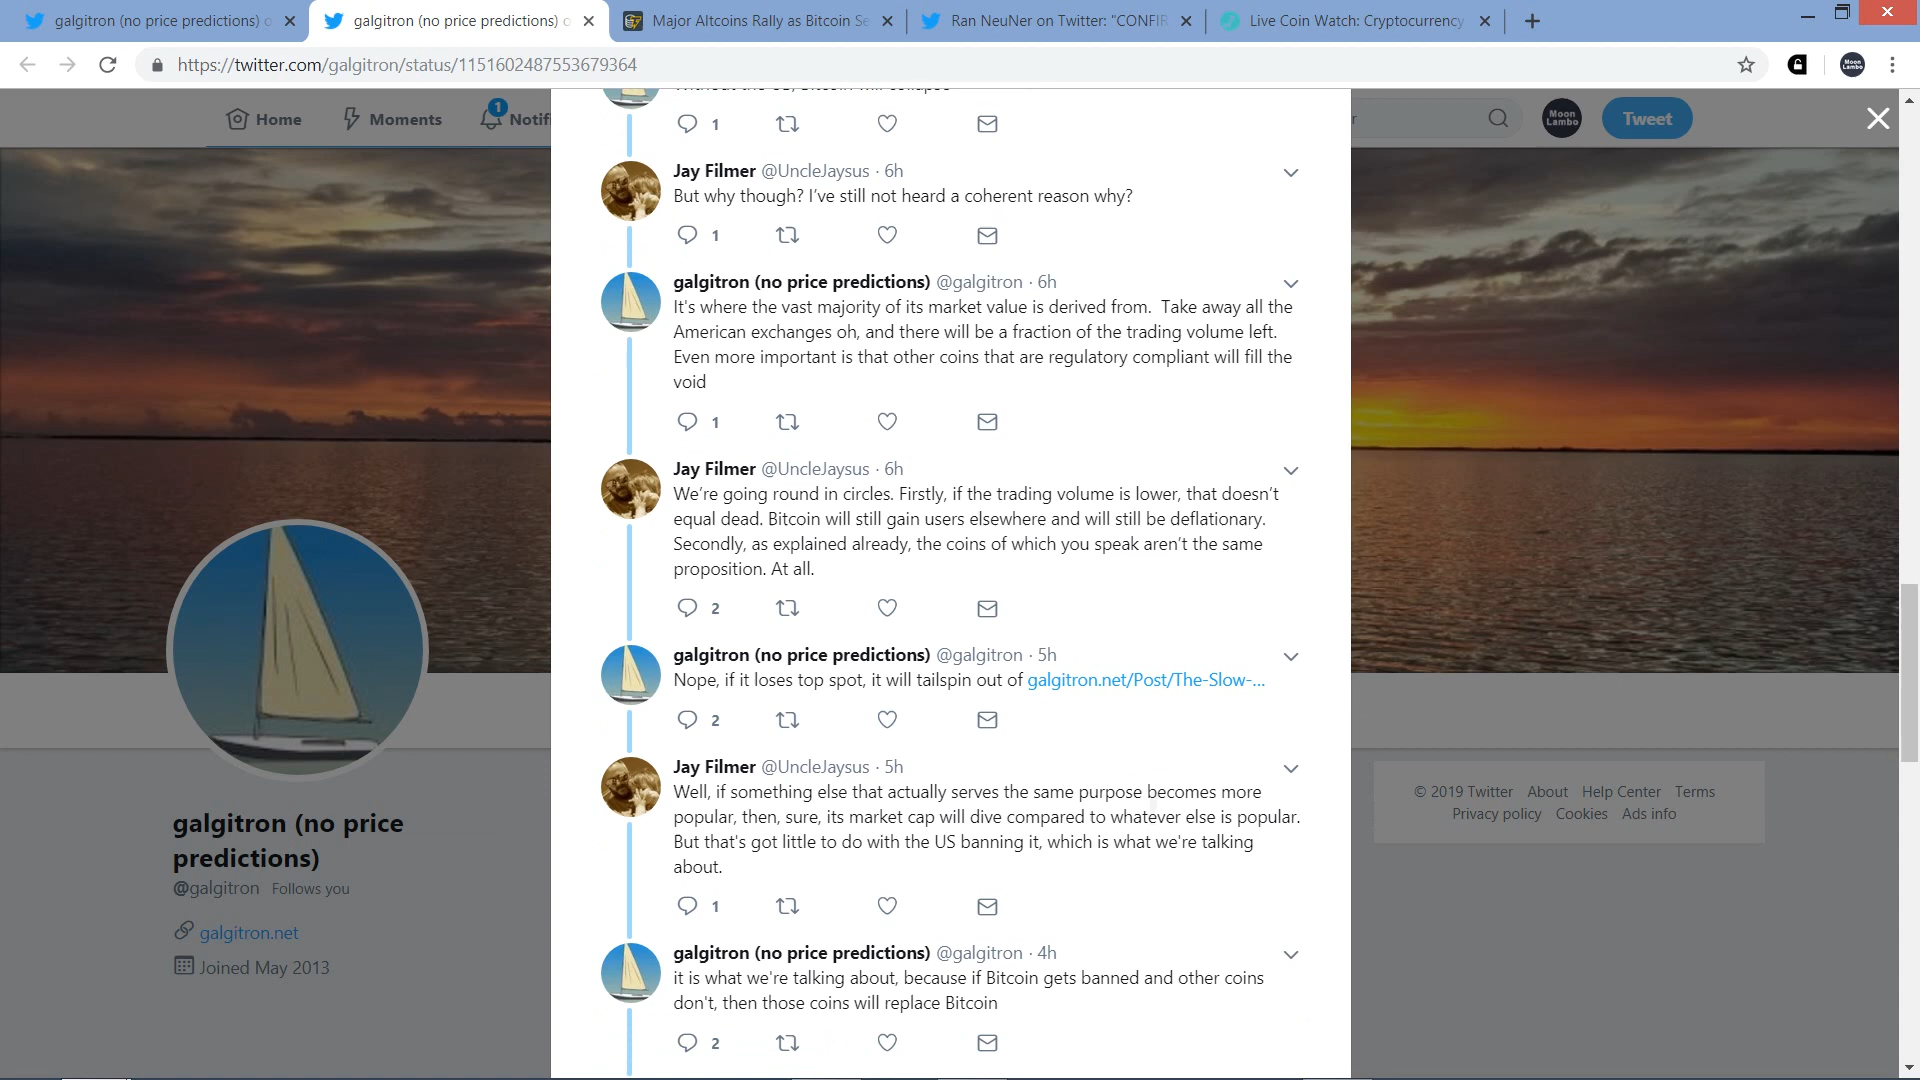 galgitron (no price predictions) o
galgitron (no price predictions) o
Major Altcoins Rally as Bitcoin Se
Ran NeuNer on Twitter: "CONFIR
Live Coin Watch: Cryptocurrency
https://twitter.com/galgitron/status/1151602487553679364
Moon
Lambo
Home
Moments
1
Notif
r
Moon
Lambo
Tweet
Without the US, Bitcoin will collapse
1
Jay Filmer @UncleJaysus · 6h
But why though? I've still not heard a coherent reason why?
1
galgitron (no price predictions) @galgitron · 6h
It's where the vast majority of its market value is derived from. Take away all the
American exchanges oh, and there will be a fraction of the trading volume left.
Even more important is that other coins that are regulatory compliant will fill the
void
1
Jay Filmer @UncleJaysus · 6h
We're going round in circles. Firstly, if the trading volume is lower, that doesn't
equal dead. Bitcoin will still gain users elsewhere and will still be deflationary.
Secondly, as explained already, the coins of which you speak aren't the same
proposition. At all.
2
galgitron (no price predictions) @galgitron · 5h
Nope, if it loses top spot, it will tailspin out of galgitron.net/Post/The-Slow-...
2
Jay Filmer @UncleJaysus · 5h
Well, if something else that actually serves the same purpose becomes more
popular, then, sure, its market cap will dive compared to whatever else is popular.
But that's got little to do with the US banning it, which is what we're talking
about.
1
galgitron (no price predictions) @galgitron · 4h
it is what we're talking about, because if Bitcoin gets banned and other coins
don't, then those coins will replace Bitcoin
2
galgitron (no price
predictions)
@galgitron Follows you
galgitron.net
Joined May 2013
© 2019 Twitter About Help Center Terms
Privacy policy Cookies Ads info